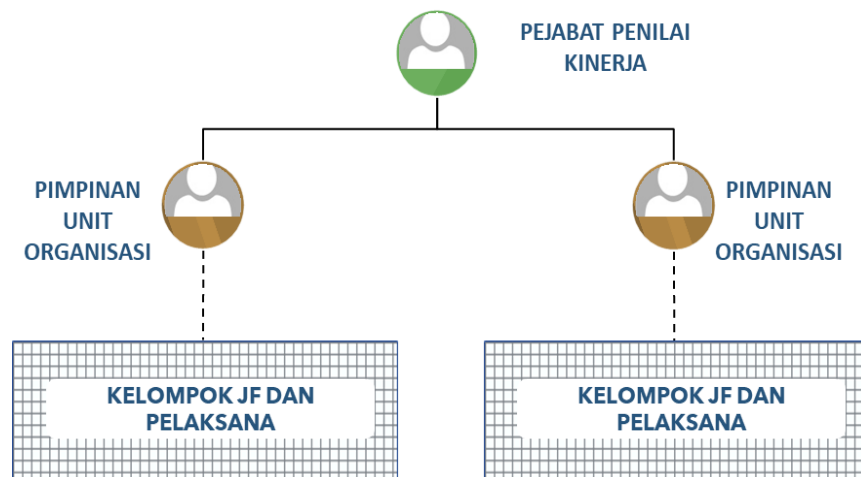 PEJABAT PENILAI
KINERJA
PIMPINAN
UNIT
ORGANISASI
PIMPINAN
UNIT
ORGANISASI
KELOMPOK JF DAN
PELAKSANA
KELOMPOK JF DAN
PELAKSANA